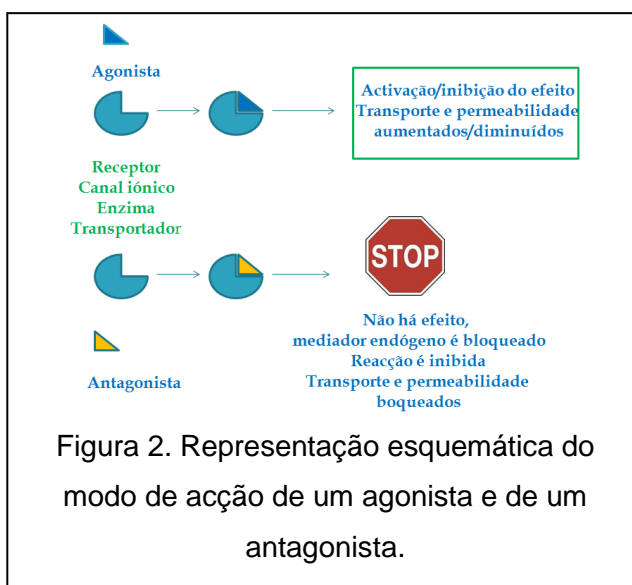 Agonista
Activação/inibição do efeito
Transporte e permeabilidade
aumentados/diminuídos
Receptor
Canal iónico
Enzima
Transportador
STOP
Não há efeito,
mediador endógeno é bloqueado
Reacção é inibida
Transporte e permeabilidade
boqueados
Antagonista
Figura 2. Representação esquemática do
modo de acção de um agonista e de um
antagonista.